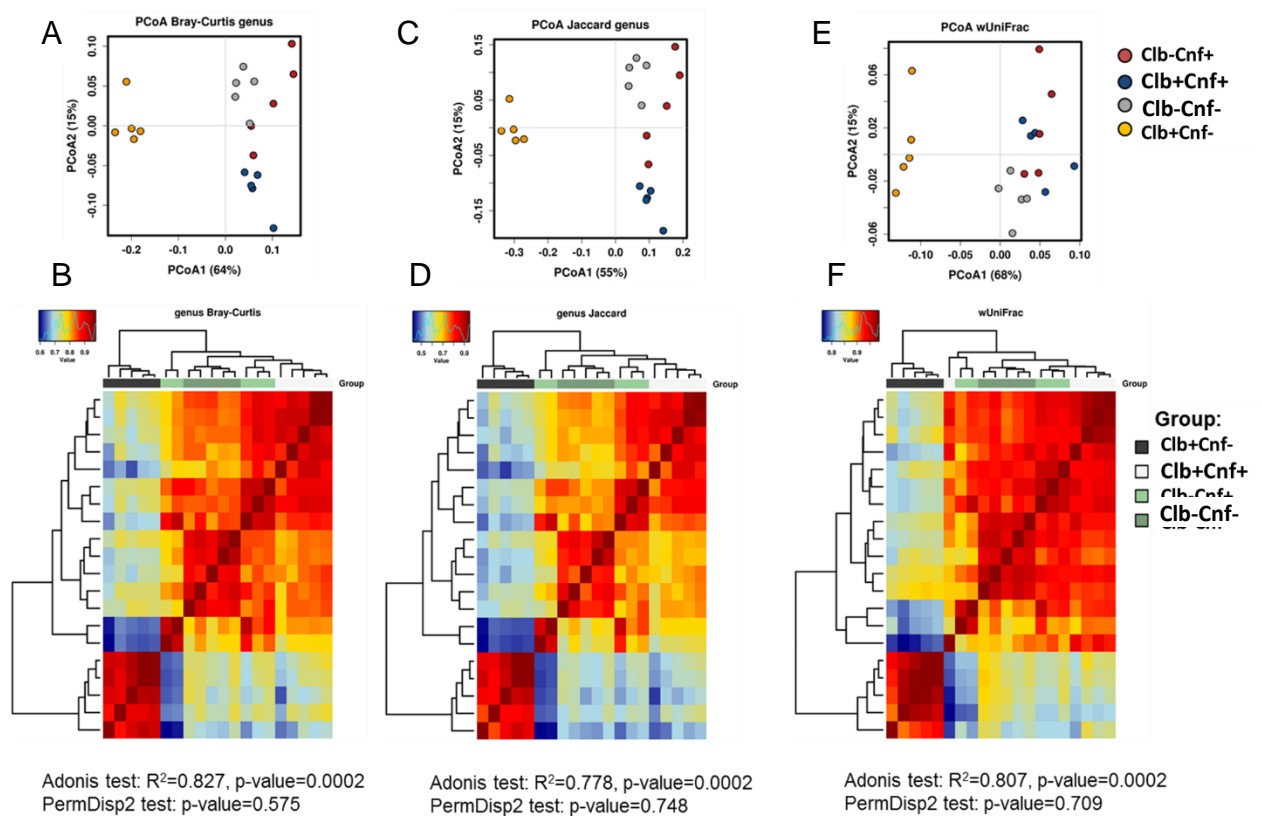 A
PCoA Bray-Curtis genus
PCoA2 (15%)
0.10
0.05
0.00
-0.05
-0.10
-0.2
-0.1
0.0
0.1
PCoA1 (64%)
C
PCoA Jaccard genus
PCoA2 (15%)
0.15
0.05
-0.05
-0.15
-0.3
-0.2
-0.1
0.0
0.1
0.2
PCoA1 (55%)
E
PCoA wUniFrac
PCoA2 (15%)
0.06
0.02
-0.02
-0.06
-0.10
-0.05
0.00
0.05
0.10
PCoA1 (68%)
Clb-Cnf+
Clb+Cnf+
Clb-Cnf-
Clb+Cnf-
B
genus Bray-Curtis
0.6 0.7 0.8 0.9
Value
Group
D
genus Jaccard
0.5 0.7 0.9
Value
Group
F
wUniFrac
0.8 0.9
Value
Group
Group:
Clb+Cnf-
Clb+Cnf+
Clb-Cnf+
Clb-Cnf-
Adonis test: R²=0.827, p-value=0.0002
PermDisp2 test: p-value=0.575
Adonis test: R²=0.778, p-value=0.0002
PermDisp2 test: p-value=0.748
Adonis test: R²=0.807, p-value=0.0002
PermDisp2 test: p-value=0.709